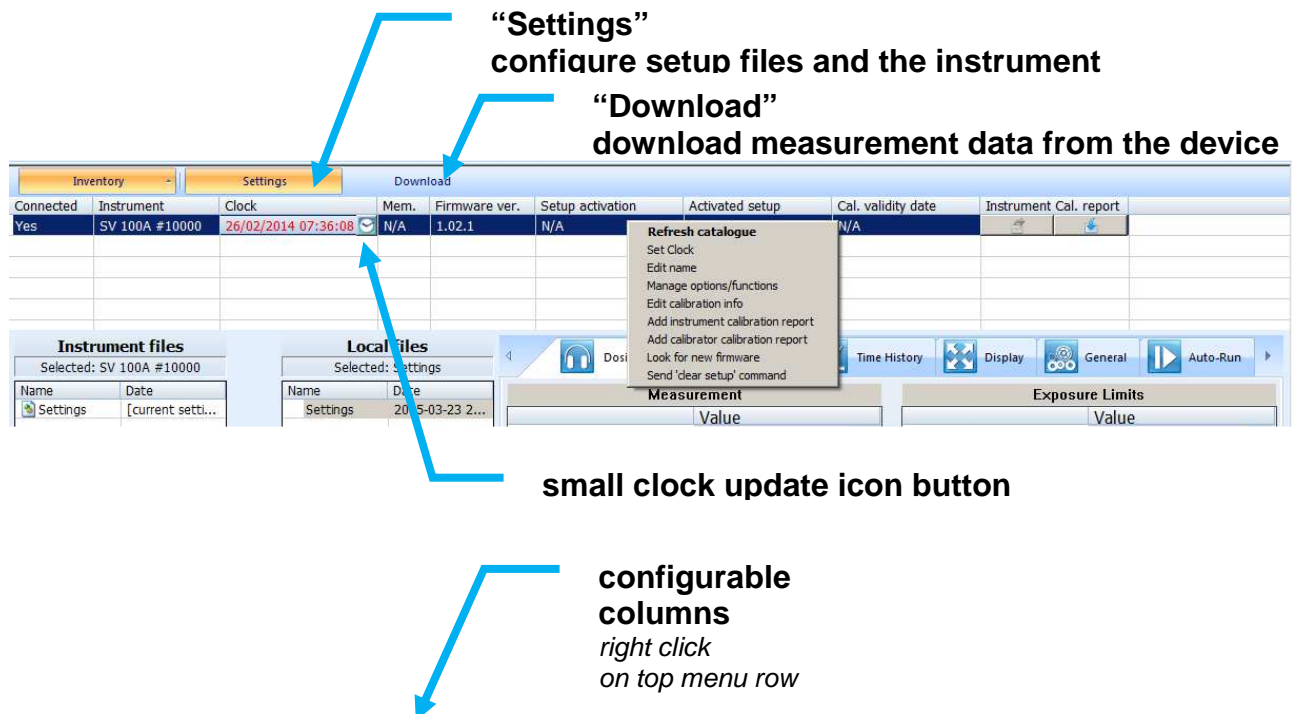 “Settings”
configure setup files and the instrument
“Download”
download measurement data from the device
Inventory Settings Download
Connected Instrument Clock Mem. Firmware ver. Setup activation Activated setup Cal. validity date Instrument Cal. report
Yes SV 100A #10000 26/02/2014 07:36:08 N/A 1.02.1 N/A N/A
Refresh catalogue
Set Clock
Edit name
Manage options/functions
Edit calibration info
Add instrument calibration report
Add calibrator calibration report
Look for new firmware
Send 'clear setup' command
Instrument files Local files
Selected: SV 100A #10000 Selected: Settings
Dosi Time History Display General Auto-Run
Name Date Name Date
Measurement Exposure Limits
Settings [current setti... Settings 2015-03-23 2...
Value Value
small clock update icon button
configurable
columns
right click
on top menu row